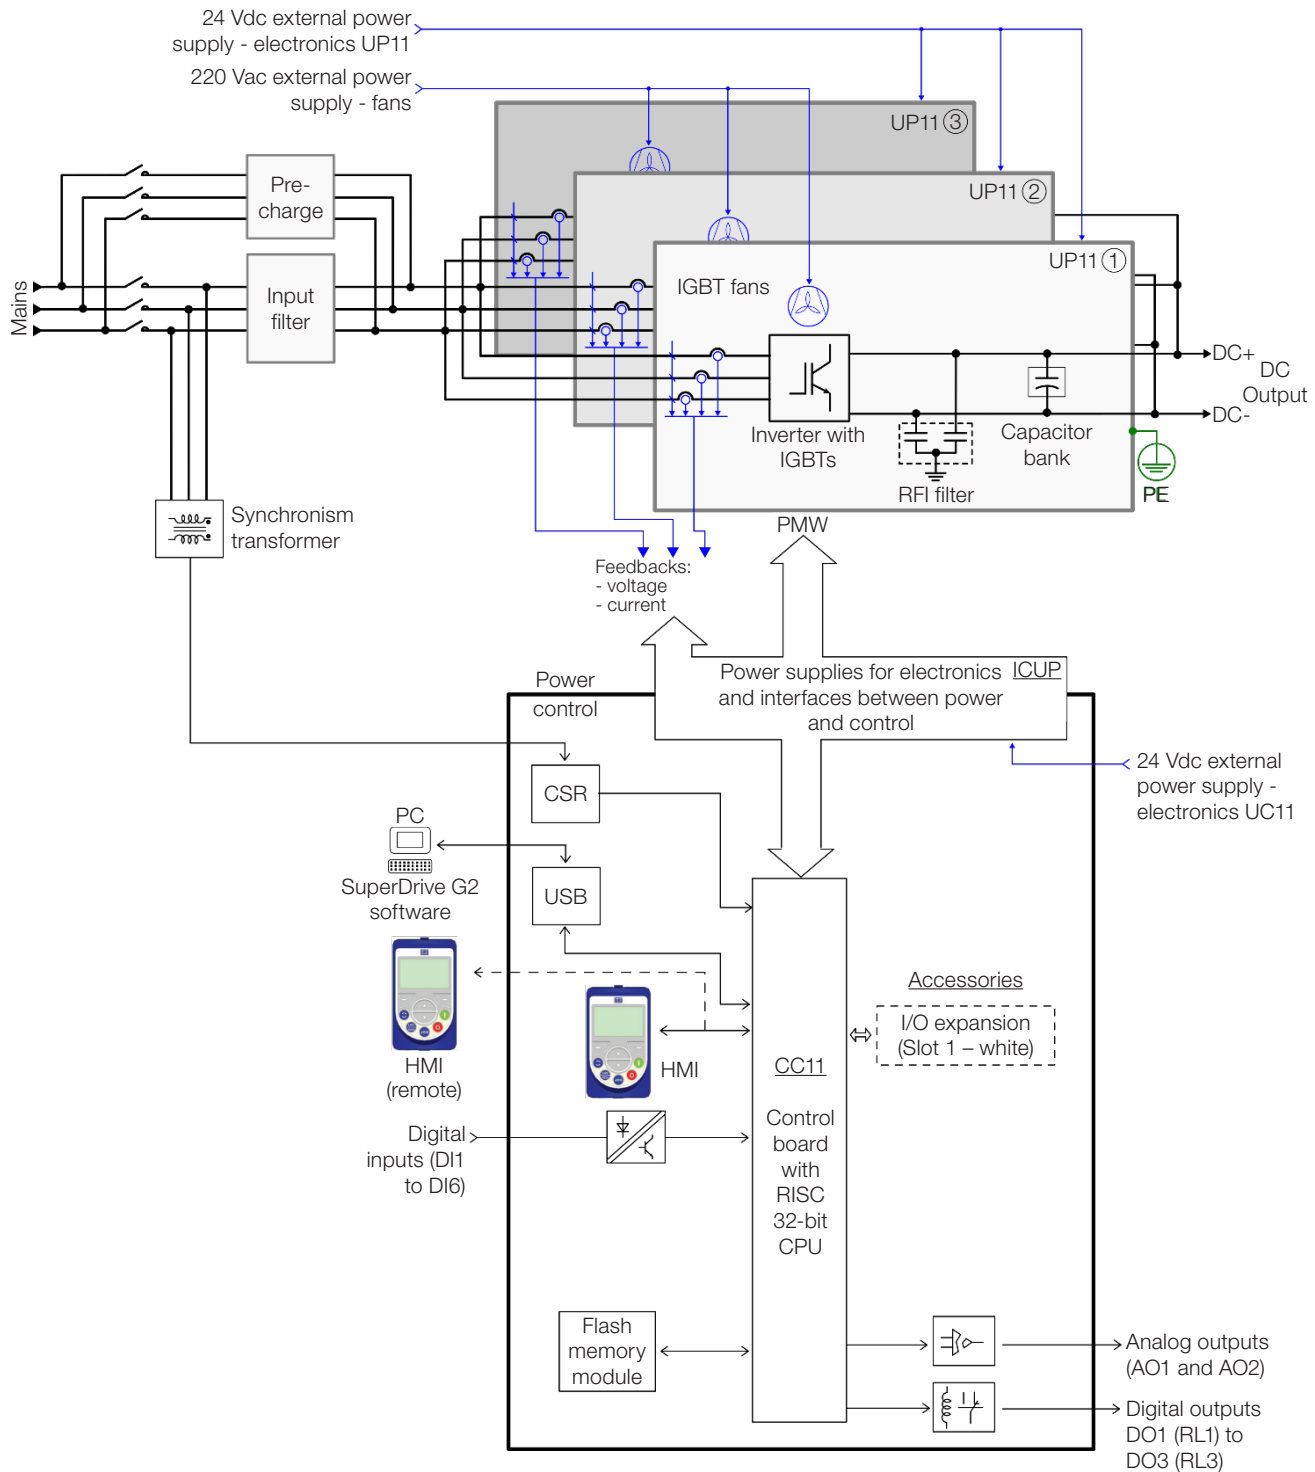 24 Vdc external power
supply - electronics UP11
220 Vac external power
supply - fans
UP11 3
UP11 2
UP11 1
Pre-
charge
Input
filter
Mains
IGBT fans
Inverter with
IGBTs
RFI filter
Capacitor
bank
DC+
DC
Output
DC-
PE
Synchronism
transformer
PMW
Feedbacks:
- voltage
- current
Power
control
Power supplies for electronics
and interfaces between power
and control
ICUP
24 Vdc external
power supply -
electronics UC11
CSR
PC
SuperDrive G2
software
USB
HMI
(remote)
HMI
Accessories
I/O expansion
(Slot 1 – white)
CC11
Control
board
with
RISC
32-bit
CPU
Digital
inputs (DI1
to DI6)
Flash
memory
module
Analog outputs
(AO1 and AO2)
Digital outputs
DO1 (RL1) to
DO3 (RL3)